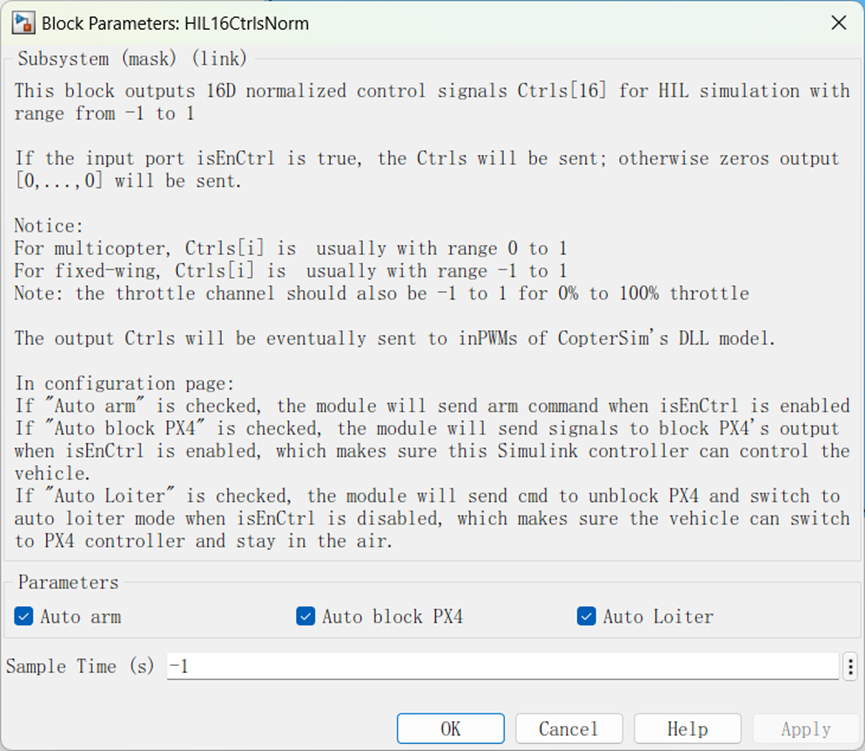 Block Parameters: HIL16CtrlsNorm
Subsystem (mask) (link)
This block outputs 16D normalized control signals Ctrls[16] for HIL simulation with
range from -1 to 1
If the input port isEnCtrl is true, the Ctrls will be sent; otherwise zeros output
[0,...,0] will be sent.
Notice:
For multicopter, Ctrls[i] is  usually with range 0 to 1
For fixed-wing, Ctrls[i] is  usually with range -1 to 1
Note: the throttle channel should also be -1 to 1 for 0% to 100% throttle
The output Ctrls will be eventually sent to inPWMs of CopterSim's DLL model.
In configuration page:
If "Auto arm" is checked, the module will send arm command when isEnCtrl is enabled
If "Auto block PX4" is checked, the module will send signals to block PX4's output
when isEnCtrl is enabled, which makes sure this Simulink controller can control the
vehicle.
If "Auto Loiter" is checked, the module will send cmd to unblock PX4 and switch to
auto loiter mode when isEnCtrl is disabled, which makes sure the vehicle can switch
to PX4 controller and stay in the air.
Parameters
Auto arm Auto block PX4 Auto Loiter
Sample Time (s) -1
OK Cancel Help Apply